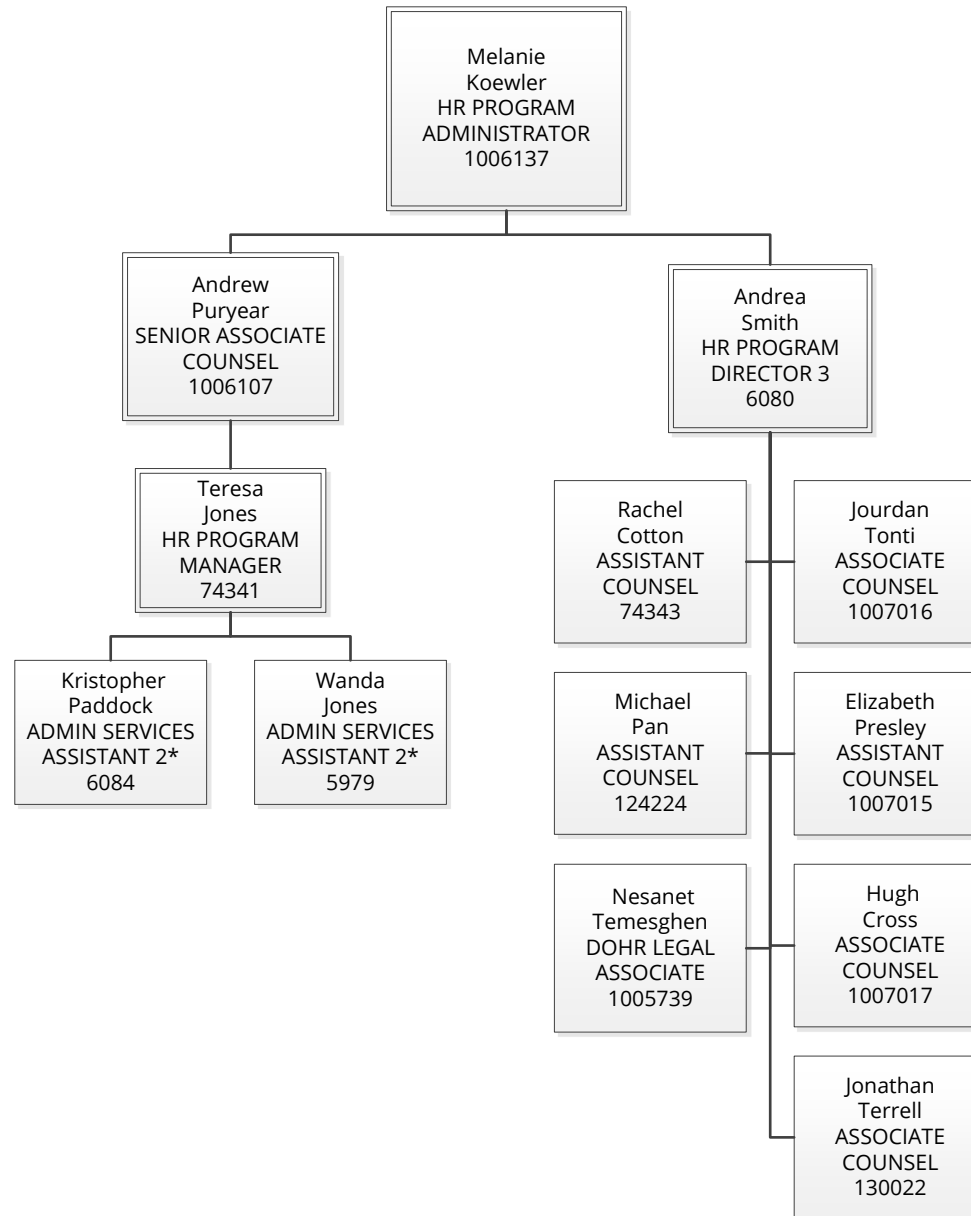 Melanie
Koewler
HR PROGRAM
ADMINISTRATOR
1006137
Andrew
Puryear
SENIOR ASSOCIATE
COUNSEL
1006107
Andrea
Smith
HR PROGRAM
DIRECTOR 3
6080
Teresa
Jones
HR PROGRAM
MANAGER
74341
Kristopher
Paddock
ADMIN SERVICES
ASSISTANT 2*
6084
Wanda
Jones
ADMIN SERVICES
ASSISTANT 2*
5979
Rachel
Cotton
ASSISTANT
COUNSEL
74343
Jourdan
Tonti
ASSOCIATE
COUNSEL
1007016
Michael
Pan
ASSISTANT
COUNSEL
124224
Elizabeth
Presley
ASSISTANT
COUNSEL
1007015
Nesanet
Temesghen
DOHR LEGAL
ASSOCIATE
1005739
Hugh
Cross
ASSOCIATE
COUNSEL
1007017
Jonathan
Terrell
ASSOCIATE
COUNSEL
130022